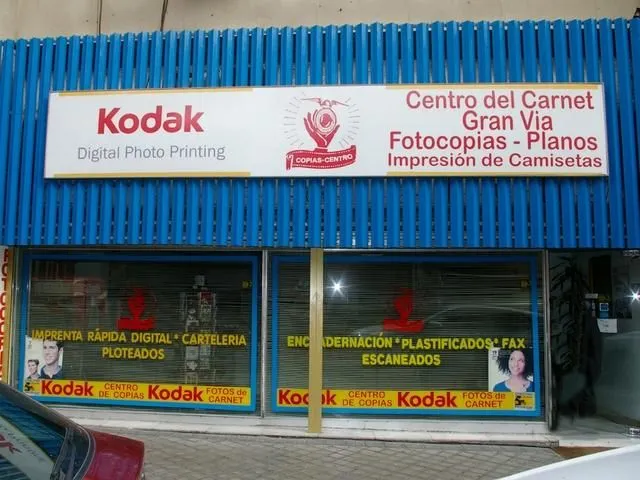 Kodak
Digital Photo Printing
COPIAS-CENTRO
Centro del Carnet
Gran Via
Fotocopias - Planos
Impresión de Camisetas
IMPRENTA RÁPIDA DIGITAL * CARTELERIA
PLOTEADOS
Kodak CENTRO DE COPIAS Kodak FOTOS de CARNET
ENCUADERNACIÓN * PLASTIFICADOS * FAX
ESCANEADOS
Kodak CENTRO DE COPIAS Kodak FOTOS de CARNET